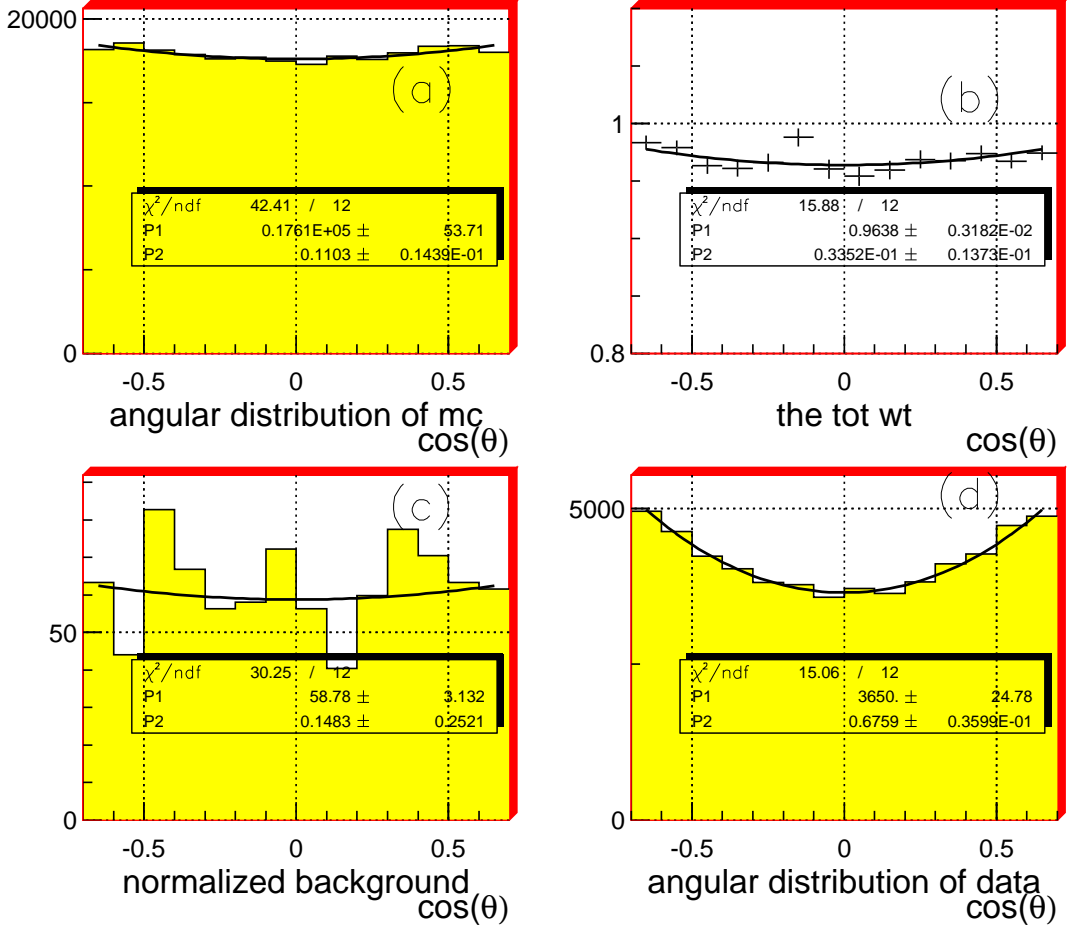 20000
0
(a)
χ²/ndf 42.41 / 12
P1 0.1761E+05 ± 53.71
P2 0.1103 ± 0.1439E-01
-0.5 0 0.5
angular distribution of mc
cos(θ)
1
0.8
(b)
χ²/ndf 15.88 / 12
P1 0.9638 ± 0.3182E-02
P2 0.3352E-01 ± 0.1373E-01
-0.5 0 0.5
the tot wt
cos(θ)
50
0
(c)
χ²/ndf 30.25 / 12
P1 58.78 ± 3.132
P2 0.1483 ± 0.2521
-0.5 0 0.5
normalized background
cos(θ)
5000
0
(d)
χ²/ndf 15.06 / 12
P1 3650. ± 24.78
P2 0.6759 ± 0.3599E-01
-0.5 0 0.5
angular distribution of data
cos(θ)